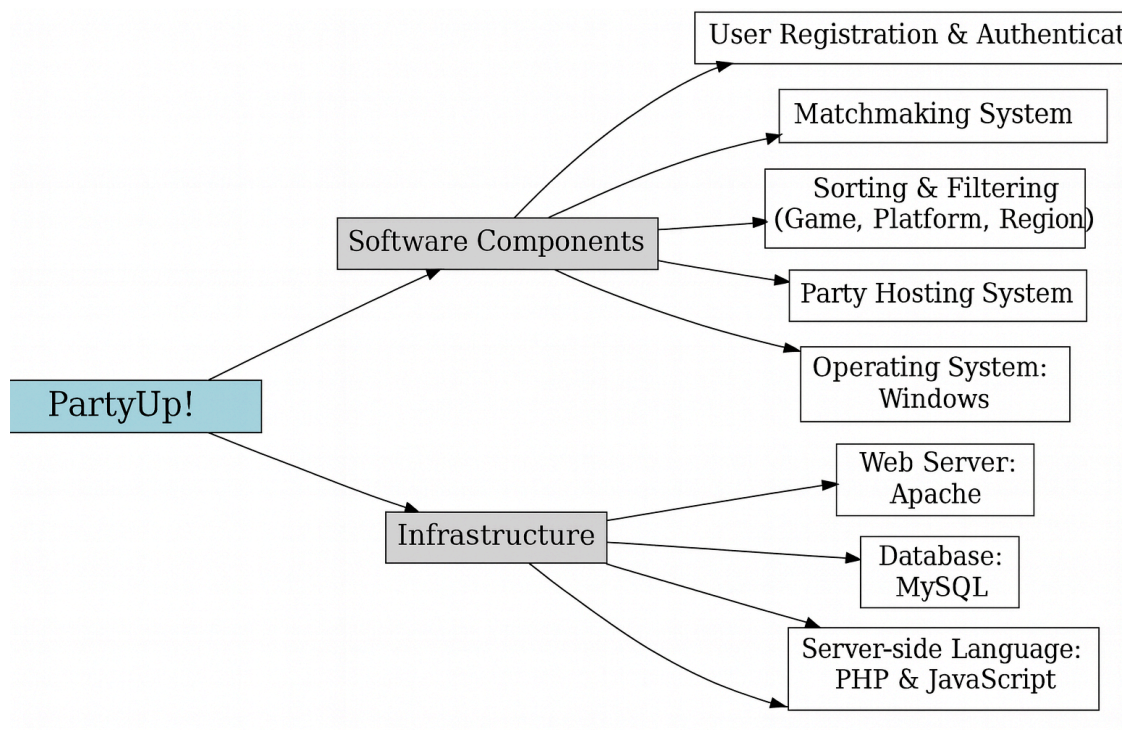 User Registration & Authenticat
Matchmaking System
Sorting & Filtering
(Game, Platform, Region)
Software Components
Party Hosting System
Operating System:
Windows
PartyUp!
Web Server:
Apache
Infrastructure
Database:
MySQL
Server-side Language:
PHP & JavaScript